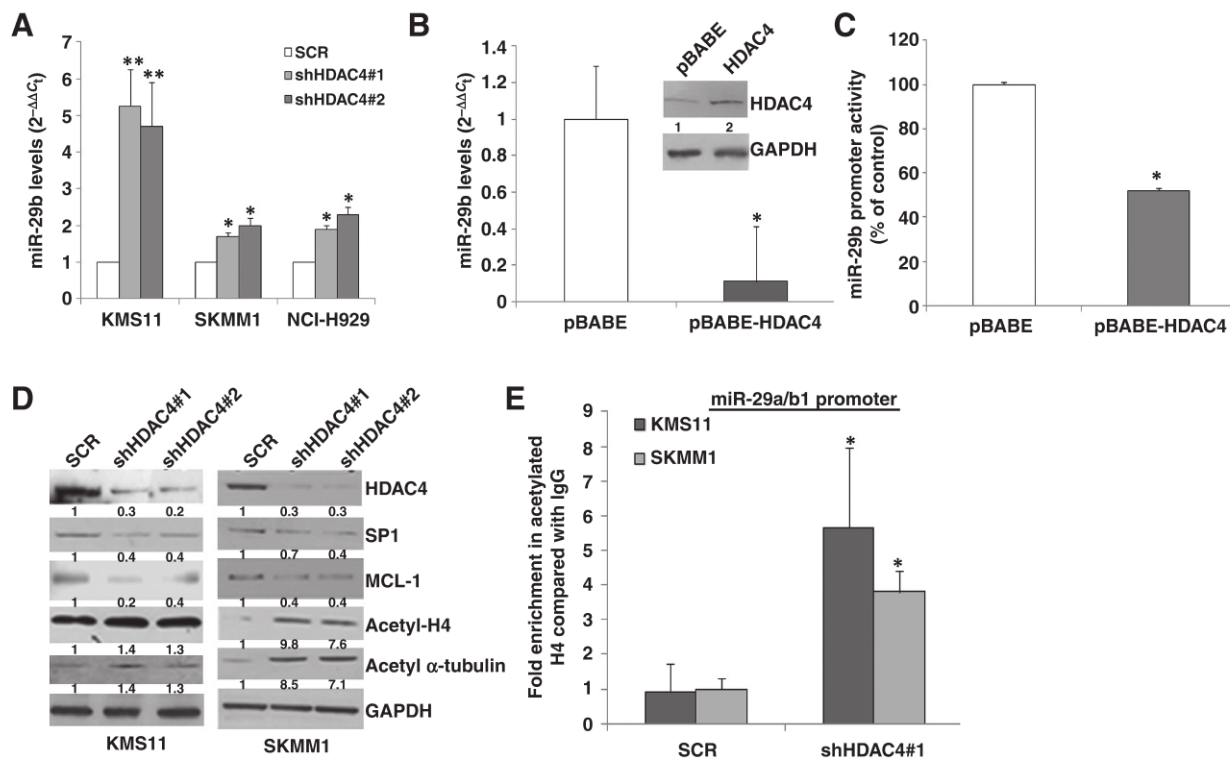 A
miR-29b levels (2−ΔΔCt)
7
6
5
4
3
2
1
0
** **
* *
* *
SCR
shHDAC4#1
shHDAC4#2
KMS11 SKMM1 NCI-H929
B
miR-29b levels (2−ΔΔCt)
1.4
1.2
1
0.8
0.6
0.4
0.2
0
*
pBABE HDAC4
HDAC4
1 2
GAPDH
pBABE pBABE-HDAC4
C
miR-29b promoter activity
(% of control)
120
100
80
60
40
20
0
*
pBABE pBABE-HDAC4
D
SCR shHDAC4#1 shHDAC4#2 SCR shHDAC4#1 shHDAC4#2
HDAC4
1 0.3 0.2 1 0.3 0.3
SP1
1 0.4 0.4 1 0.7 0.4
MCL-1
1 0.2 0.4 1 0.4 0.4
Acetyl-H4
1 1.4 1.3 1 9.8 7.6
Acetyl α-tubulin
1 1.4 1.3 1 8.5 7.1
GAPDH
KMS11 SKMM1
E
miR-29a/b1 promoter
Fold enrichment in acetylated
H4 compared with IgG
9
8
7
6
5
4
3
2
1
0
KMS11
SKMM1
*
*
SCR shHDAC4#1